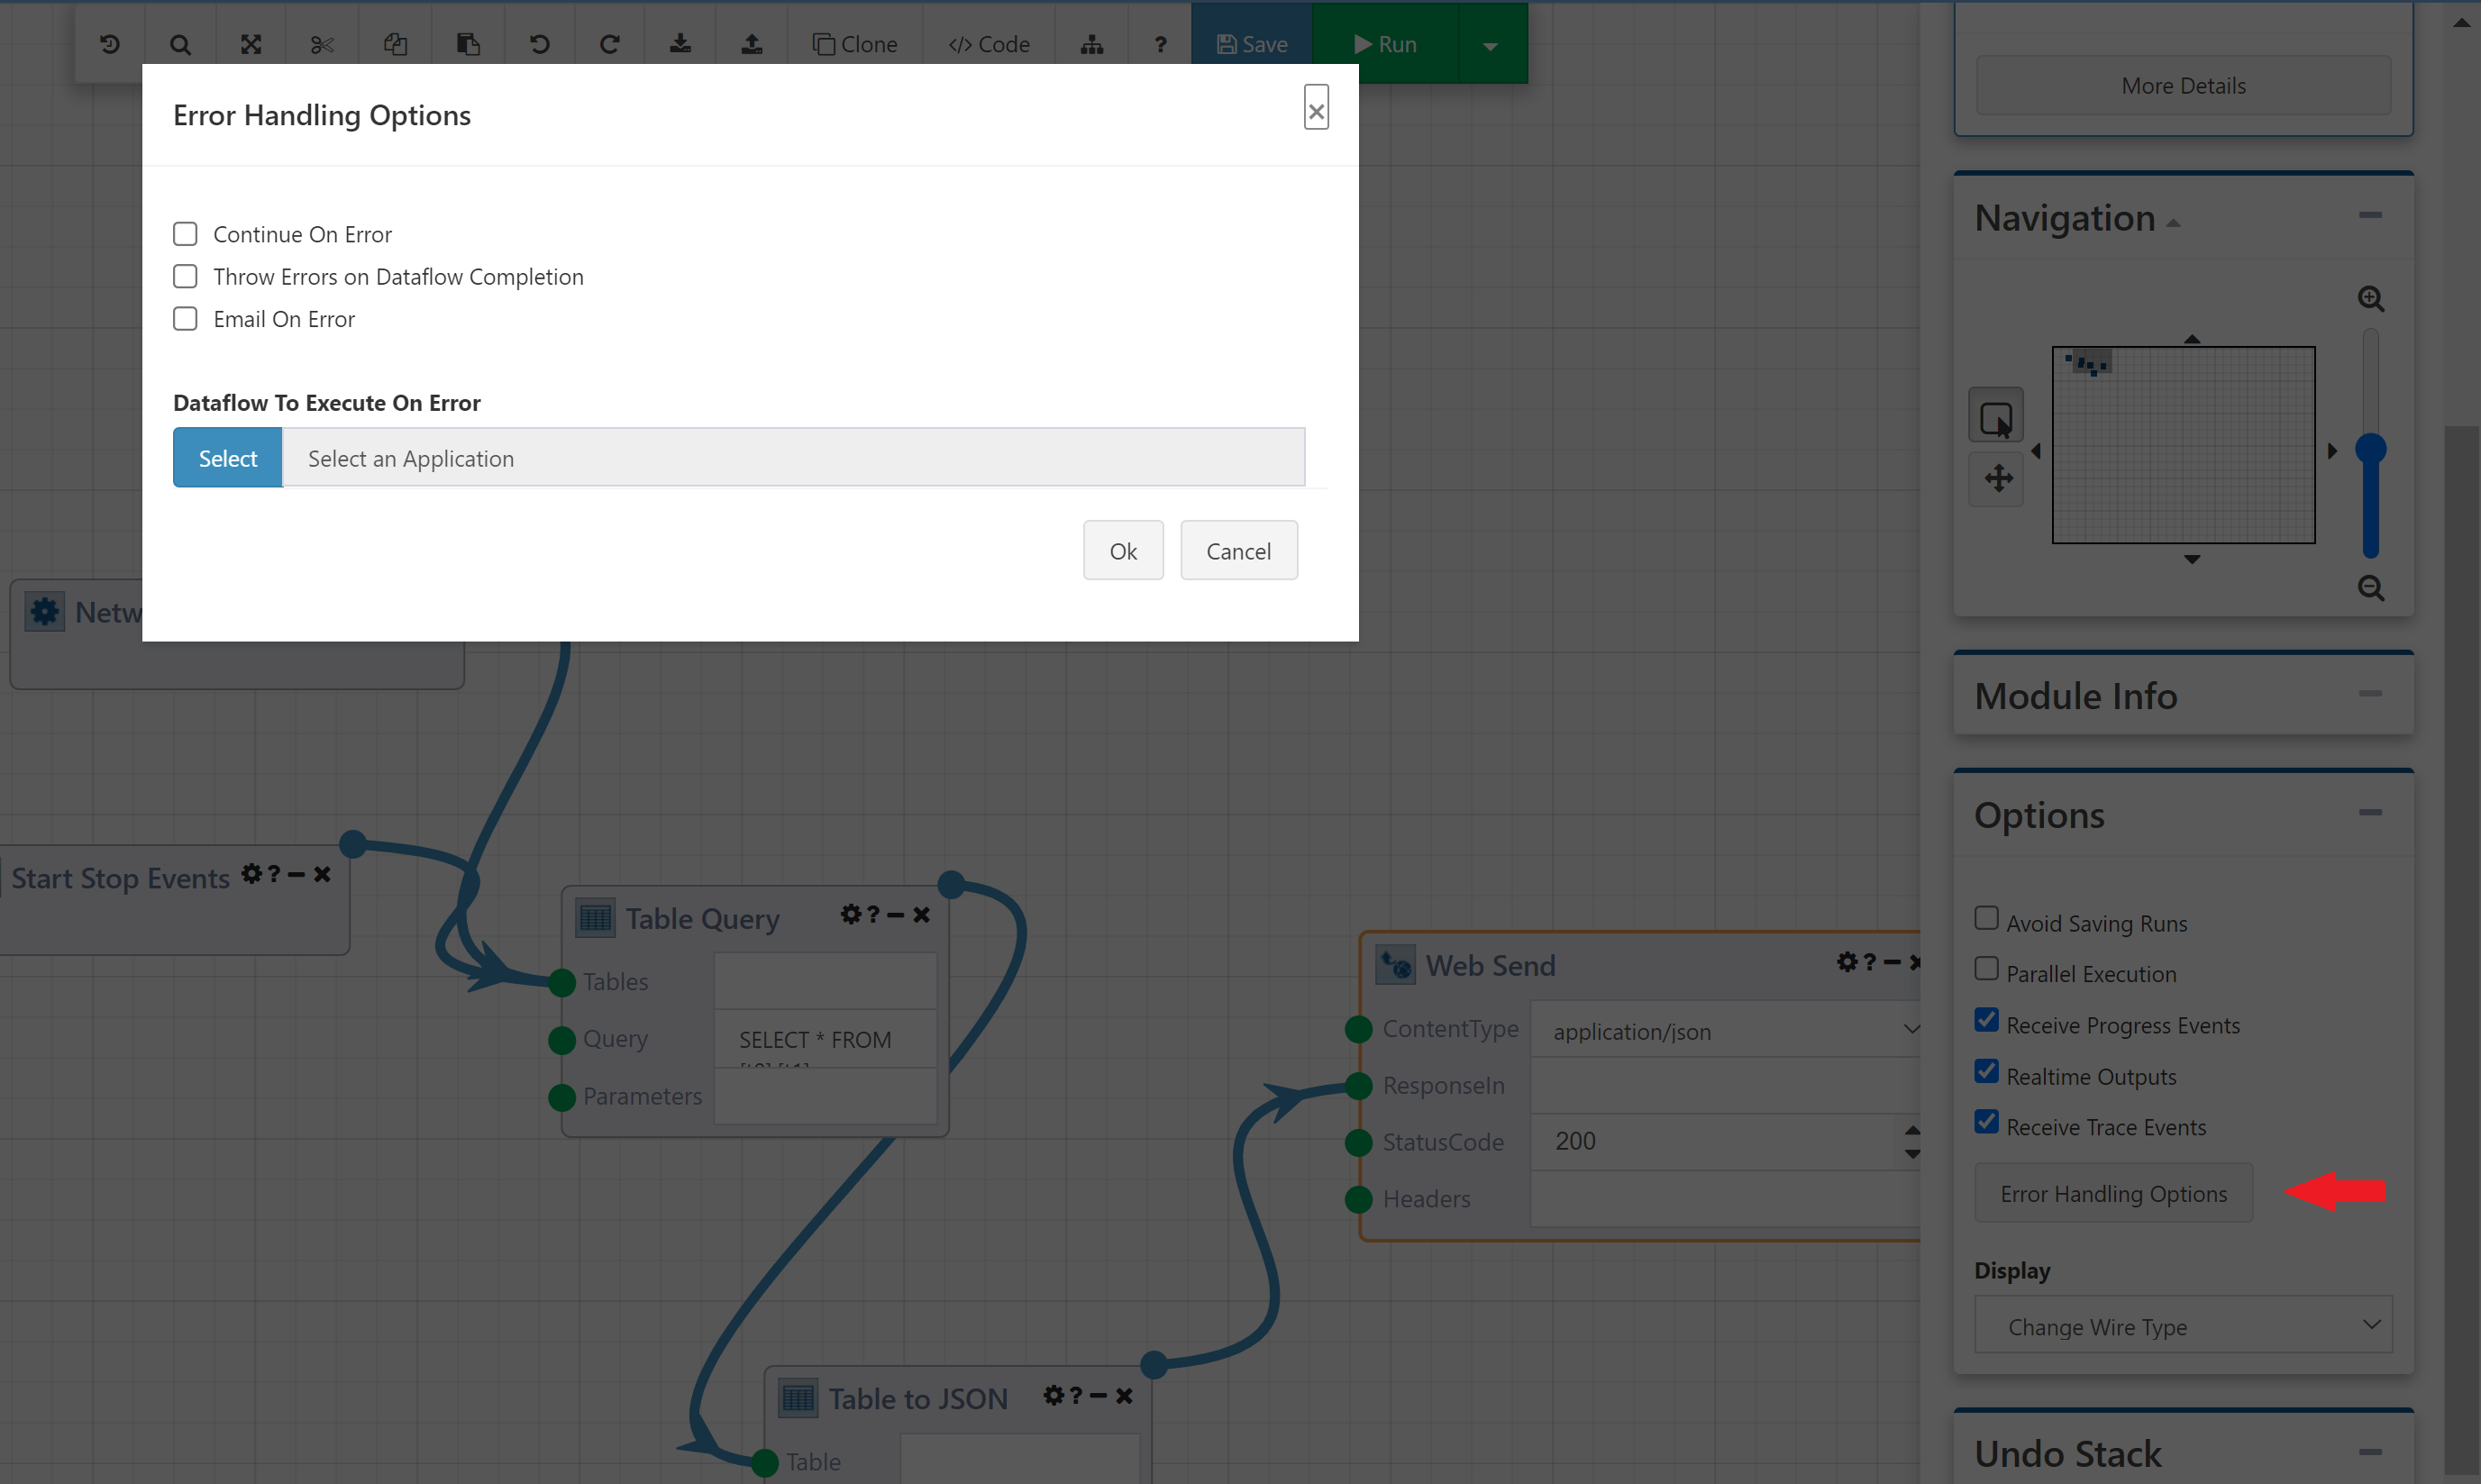 Clone
</> Code
?
Save
Run
More Details
Error Handling Options
Continue On Error
Throw Errors on Dataflow Completion
Email On Error
Dataflow To Execute On Error
Select
Select an Application
Ok
Cancel
Netw
Start Stop Events
?
Table Query
?
Tables
Query
SELECT * FROM
Parameters
Web Send
?
ContentType
application/json
ResponseIn
StatusCode
200
Headers
Table to JSON
?
Table
Navigation
Module Info
Options
Avoid Saving Runs
Parallel Execution
Receive Progress Events
Realtime Outputs
Receive Trace Events
Error Handling Options
Display
Change Wire Type
Undo Stack